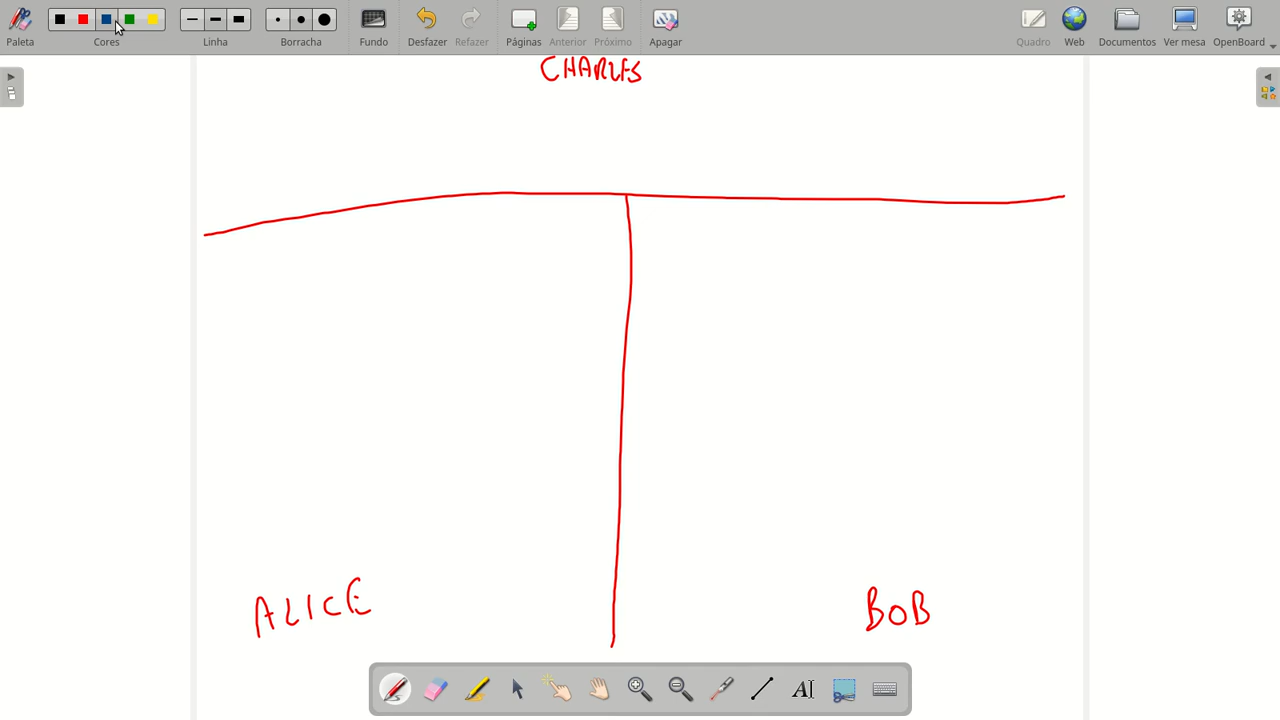 Paleta
Cores
Linha
Borracha
Fundo
Desfazer
Refazer
Páginas
Anterior
Próximo
Apagar
Quadro
Web
Documentos
Ver mesa
OpenBoard
CHARLES
ALICE
BOB
AI